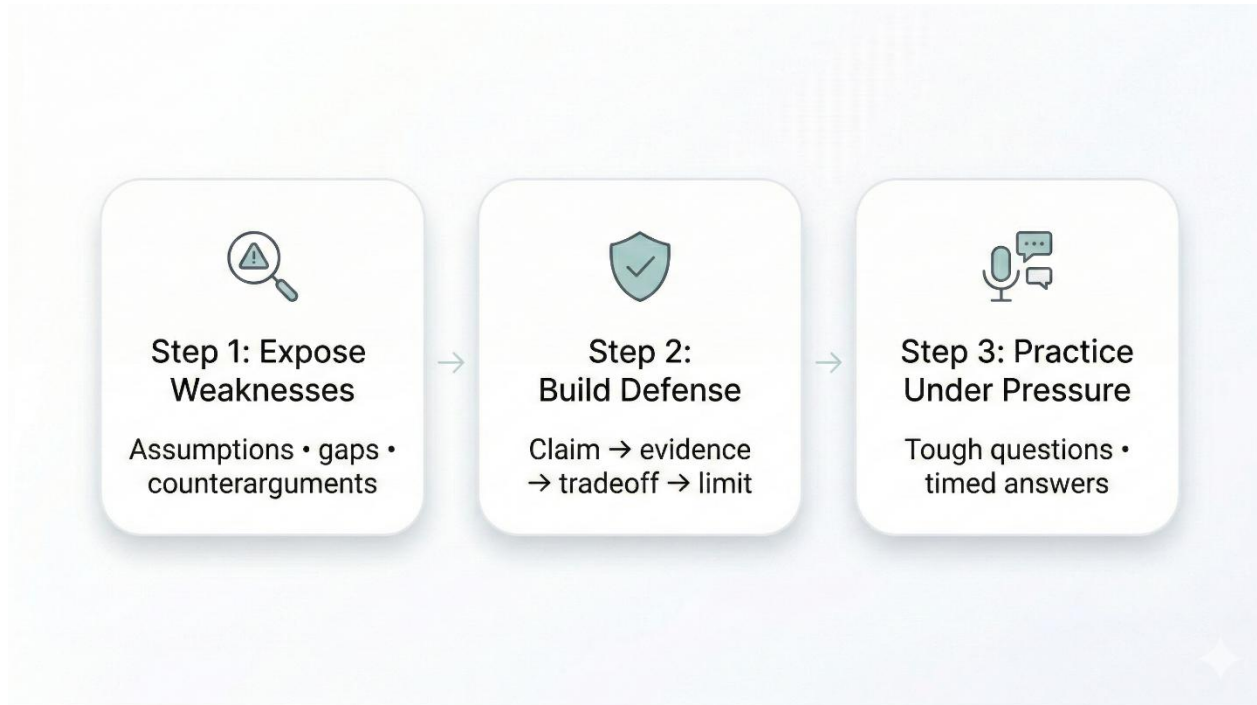 Step 1: Expose
Weaknesses
Assumptions • gaps •
counterarguments
Step 2:
Build Defense
Claim → evidence
→ tradeoff → limit
Step 3: Practice
Under Pressure
Tough questions •
timed answers